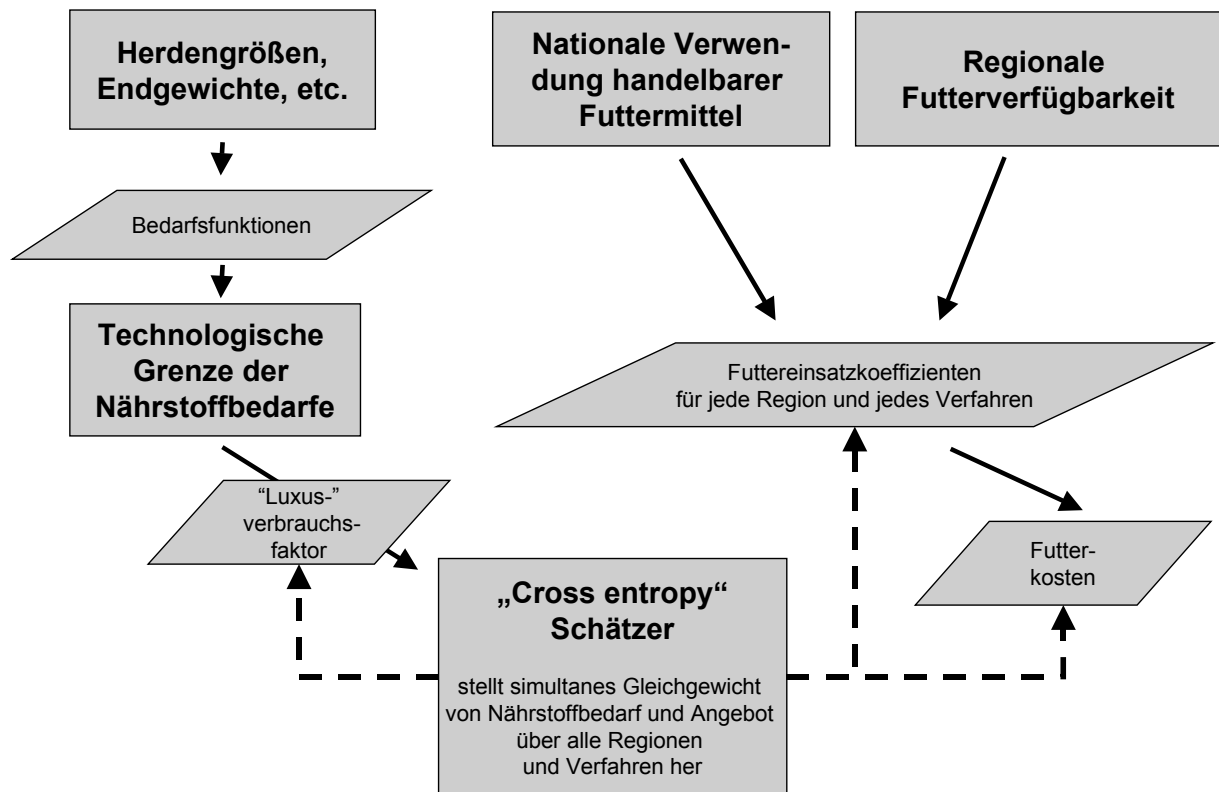 Herdengrößen,
Endgewichte, etc.
Nationale Verwen-
dung handelbarer
Futtermittel
Regionale
Futterverfügbarkeit
Bedarfsfunktionen
Technologische
Grenze der
Nährstoffbedarfe
Futtereinsatzkoeffizienten
für jede Region und jedes Verfahren
“Luxus-”
verbrauchs-
faktor
Futter-
kosten
„Cross entropy“
Schätzer
stellt simultanes Gleichgewicht
von Nährstoffbedarf und Angebot
über alle Regionen
und Verfahren her